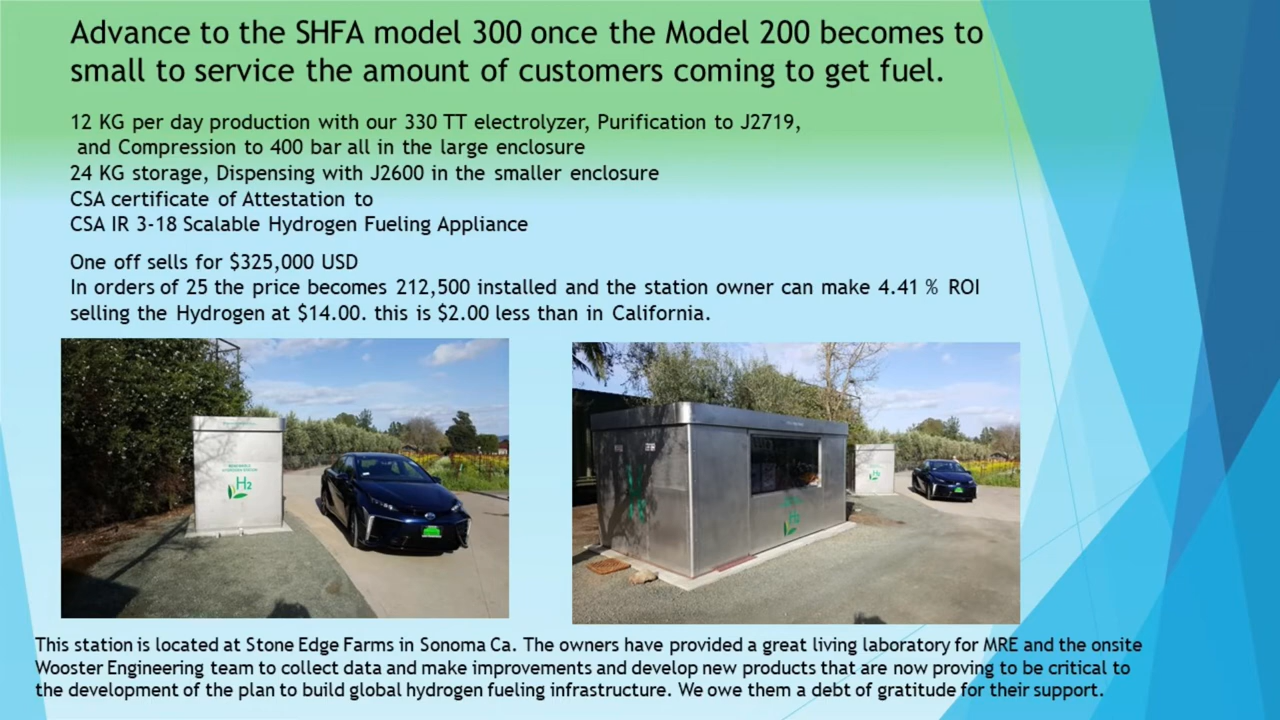 Advance to the SHFA model 300 once the Model 200 becomes to
small to service the amount of customers coming to get fuel.
12 KG per day production with our 330 TT electrolyzer, Purification to J2719,
and Compression to 400 bar all in the large enclosure
24 KG storage, Dispensing with J2600 in the smaller enclosure
CSA certificate of Attestation to
CSA IR 3-18 Scalable Hydrogen Fueling Appliance
One off sells for $325,000 USD
In orders of 25 the price becomes 212,500 installed and the station owner can make 4.41 % ROI
selling the Hydrogen at $14.00. this is $2.00 less than in California.
H2
H2
H2
This station is located at Stone Edge Farms in Sonoma Ca. The owners have provided a great living laboratory for MRE and the onsite
Wooster Engineering team to collect data and make improvements and develop new products that are now proving to be critical to
the development of the plan to build global hydrogen fueling infrastructure. We owe them a debt of gratitude for their support.